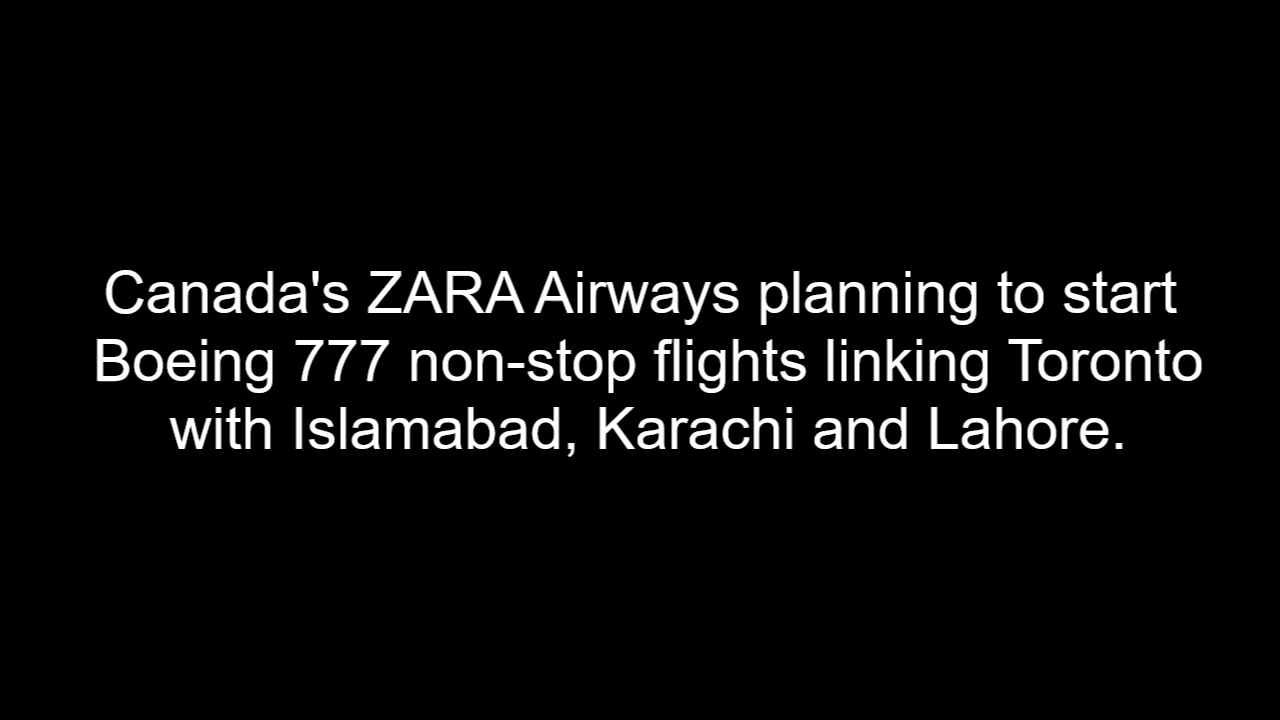 Canada's ZARA Airways planning to start
Boeing 777 non-stop flights linking Toronto
with Islamabad, Karachi and Lahore.